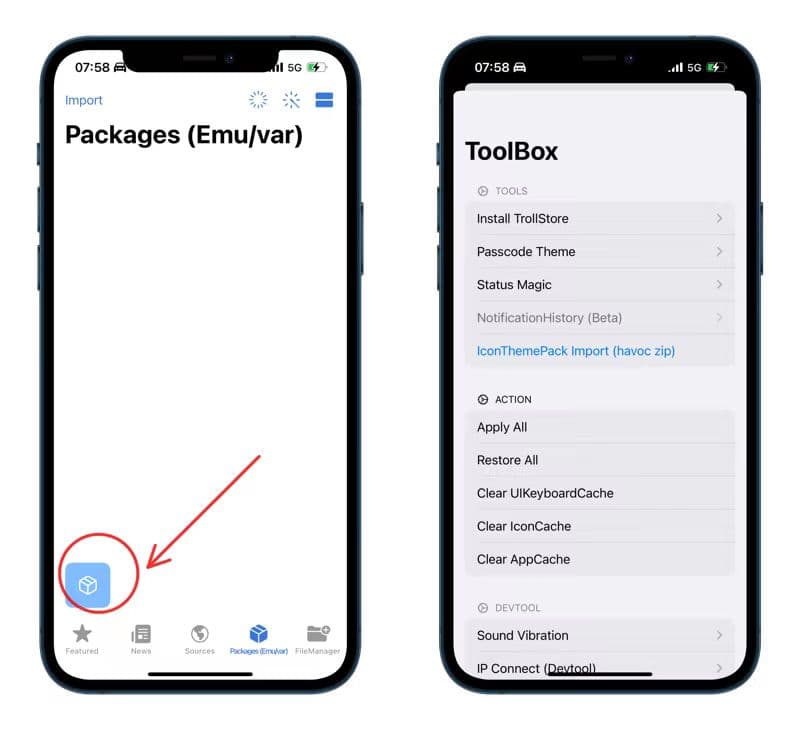 07:58
5G
Import
Packages (Emu/var)
Featured
News
Sources
Packages (Emu/var)
FileManager
07:58
5G
ToolBox
TOOLS
Install TrollStore
Passcode Theme
Status Magic
NotificationHistory (Beta)
IconThemePack Import (havoc zip)
ACTION
Apply All
Restore All
Clear UIKeyboardCache
Clear IconCache
Clear AppCache
DEVTOOL
Sound Vibration
IP Connect (Devtool)